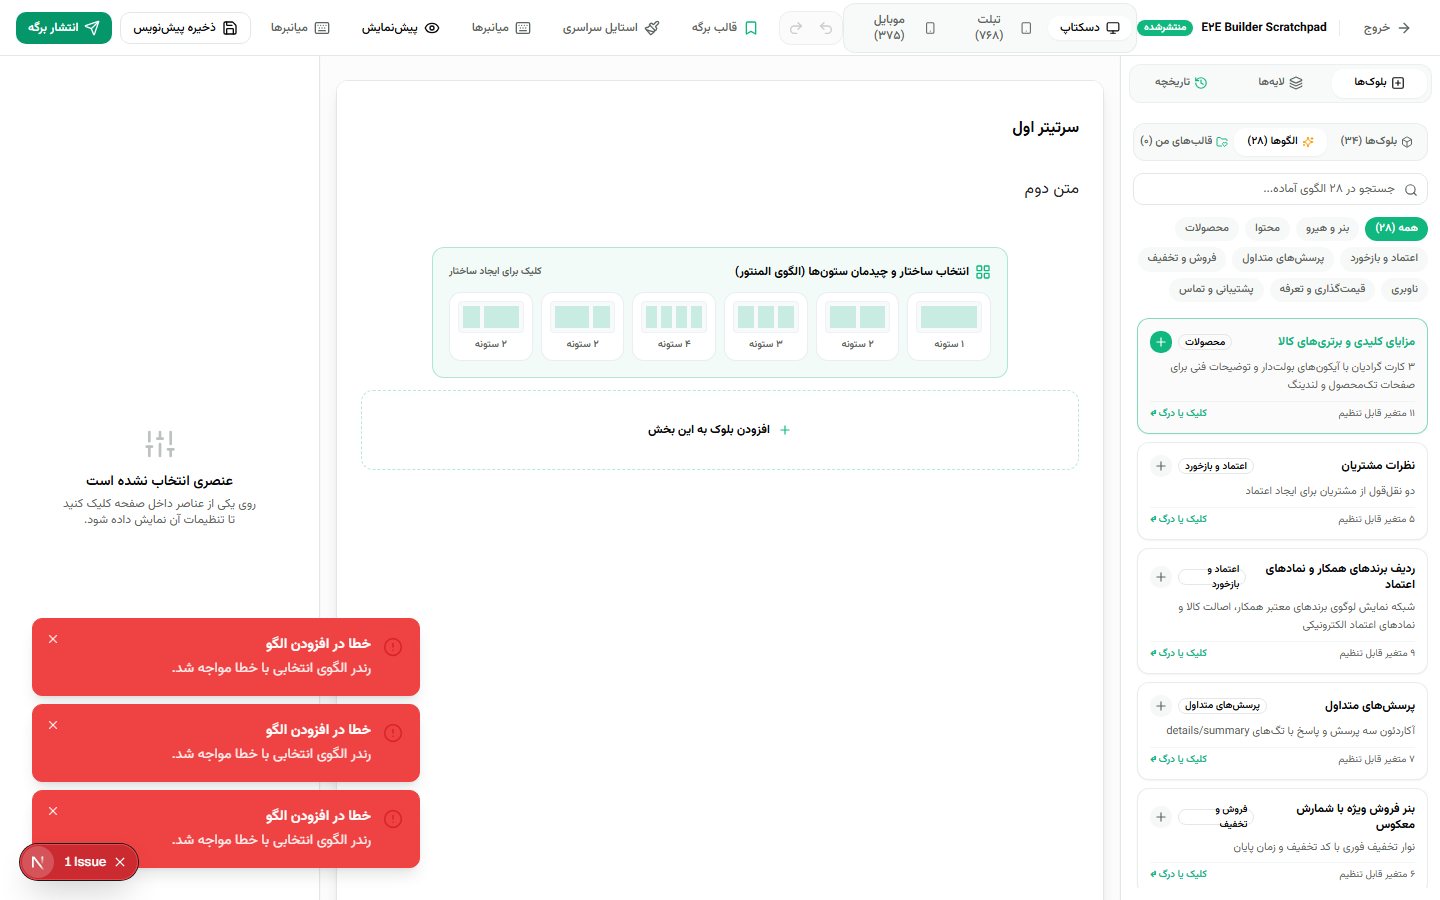 خروج
E2E Builder Scratchpad
منتشرشده
دسکتاپ
تبلت (۷۶۸)
موبایل (۳۷۵)
قالب برگه
استایل سراسری
میانبرها
پیش‌نمایش
میانبرها
ذخیره پیش‌نویس
انتشار برگه
بلوک‌ها
لایه‌ها
تاریخچه
بلوک‌ها (۳۴)
الگوها (۲۸)
قالب‌های من (۰)
جستجو در ۲۸ الگوی آماده...
همه (۲۸)
بنر و هیرو
محتوا
محصولات
اعتماد و بازخورد
پرسش‌های متداول
فروش و تخفیف
ناوبری
قیمت‌گذاری و تعرفه
پشتیبانی و تماس
مزایای کلیدی و برتری‌های کالا
محصولات
۳ کارت گرادیان با آیکون‌های بولت‌دار و توضیحات فنی برای
صفحات تک‌محصول و لندینگ
۱۱ متغیر قابل تنظیم
کلیک یا درگ
نظرات مشتریان
اعتماد و بازخورد
دو نقل‌قول از مشتریان برای ایجاد اعتماد
۵ متغیر قابل تنظیم
کلیک یا درگ
ردیف برندهای همکار و نمادهای
اعتماد
اعتماد و
بازخورد
شبکه نمایش لوگوی برندهای معتبر همکار، اصالت کالا و
نمادهای اعتماد الکترونیکی
۹ متغیر قابل تنظیم
کلیک یا درگ
پرسش‌های متداول
پرسش‌های متداول
آکاردئون سه پرسش و پاسخ با تگ‌های details/summary
۷ متغیر قابل تنظیم
کلیک یا درگ
بنر فروش ویژه با شمارش
معکوس
فروش و
تخفیف
نوار تخفیف فوری با کد تخفیف و زمان پایان
۶ متغیر قابل تنظیم
کلیک یا درگ
سرتیتر اول
متن دوم
انتخاب ساختار و چیدمان ستون‌ها (الگوی المنتور)
کلیک برای ایجاد ساختار
۱ ستونه
۲ ستونه
۳ ستونه
۴ ستونه
۲ ستونه
۲ ستونه
افزودن بلوک به این بخش
عنصری انتخاب نشده است
روی یکی از عناصر داخل صفحه کلیک کنید
تا تنظیمات آن نمایش داده شود.
خطا در افزودن الگو
رندر الگوی انتخابی با خطا مواجه شد.
خطا در افزودن الگو
رندر الگوی انتخابی با خطا مواجه شد.
خطا در افزودن الگو
رندر الگوی انتخابی با خطا مواجه شد.
N 1 Issue